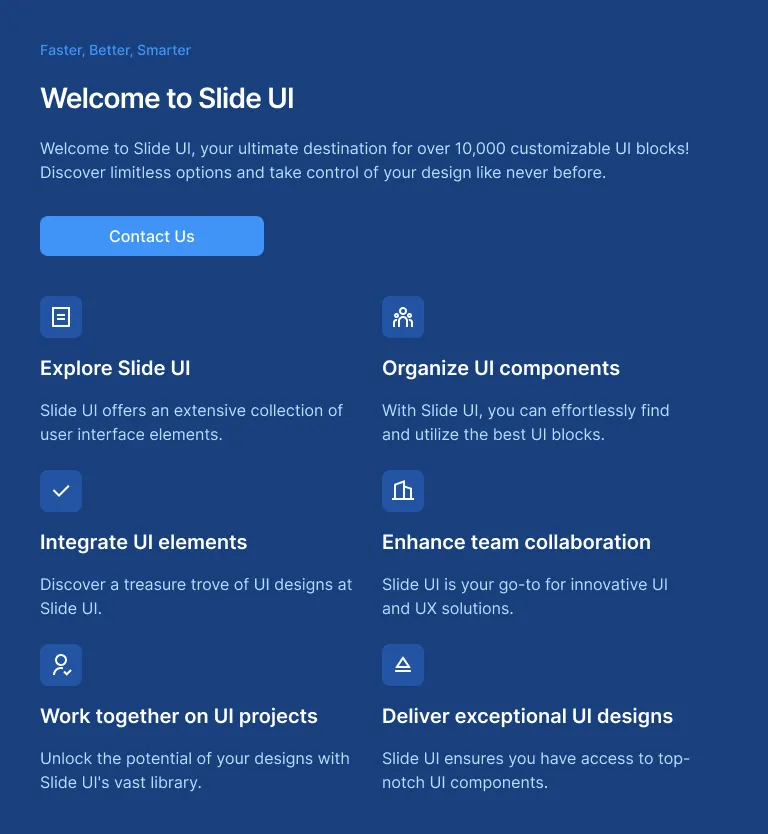 Faster, Better, Smarter
Welcome to Slide UI
Welcome to Slide UI, your ultimate destination for over 10,000 customizable UI blocks!
Discover limitless options and take control of your design like never before.
Contact Us
Explore Slide UI
Slide UI offers an extensive collection of
user interface elements.
Organize UI components
With Slide UI, you can effortlessly find
and utilize the best UI blocks.
Integrate UI elements
Discover a treasure trove of UI designs at
Slide UI.
Enhance team collaboration
Slide UI is your go-to for innovative UI
and UX solutions.
Work together on UI projects
Unlock the potential of your designs with
Slide UI's vast library.
Deliver exceptional UI designs
Slide UI ensures you have access to top-
notch UI components.